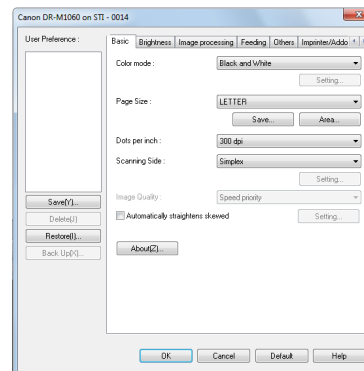 Canon DR-M1060 on STI - 0014
User Preference :
Save(Y)...
Delete(J)
Restore(I)...
Back Up(X)...
Basic Brightness Image processing Feeding Others Imprinter/Addo
Color mode : Black and White
Setting...
Page Size : LETTER
Save... Area...
Dots per inch : 300 dpi
Scanning Side : Simplex
Setting...
Image Quality : Speed priority
Automatically straightens skewed Setting...
About(Z)...
OK Cancel Default Help